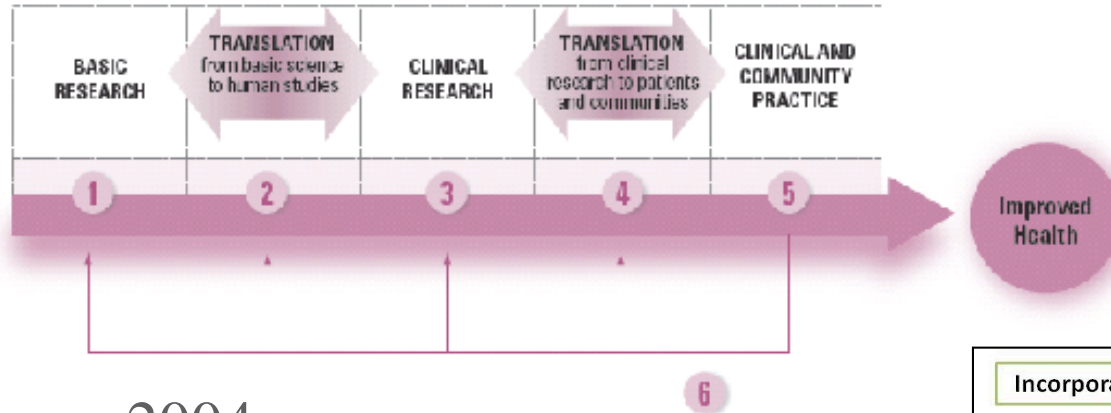 BASIC
RESEARCH
TRANSLATION
from basic science
to human studies
CLINICAL
RESEARCH
TRANSLATION
from clinical
research to patients
and communities
CLINICAL AND
COMMUNITY
PRACTICE
1
2
3
4
5
Improved
Health
6
Incorpora